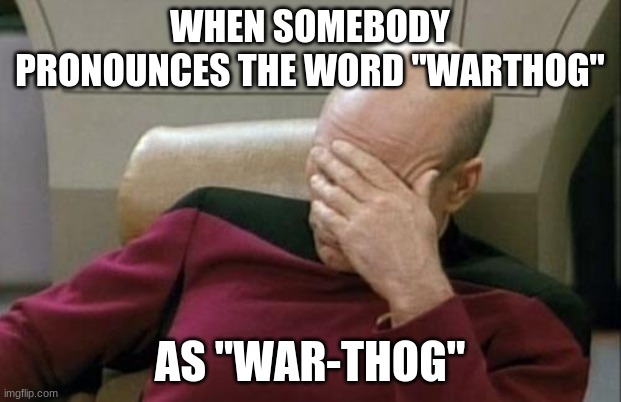 WHEN SOMEBODY
PRONOUNCES THE WORD "WARTHOG"
AS "WAR-THOG"
imgflip.com